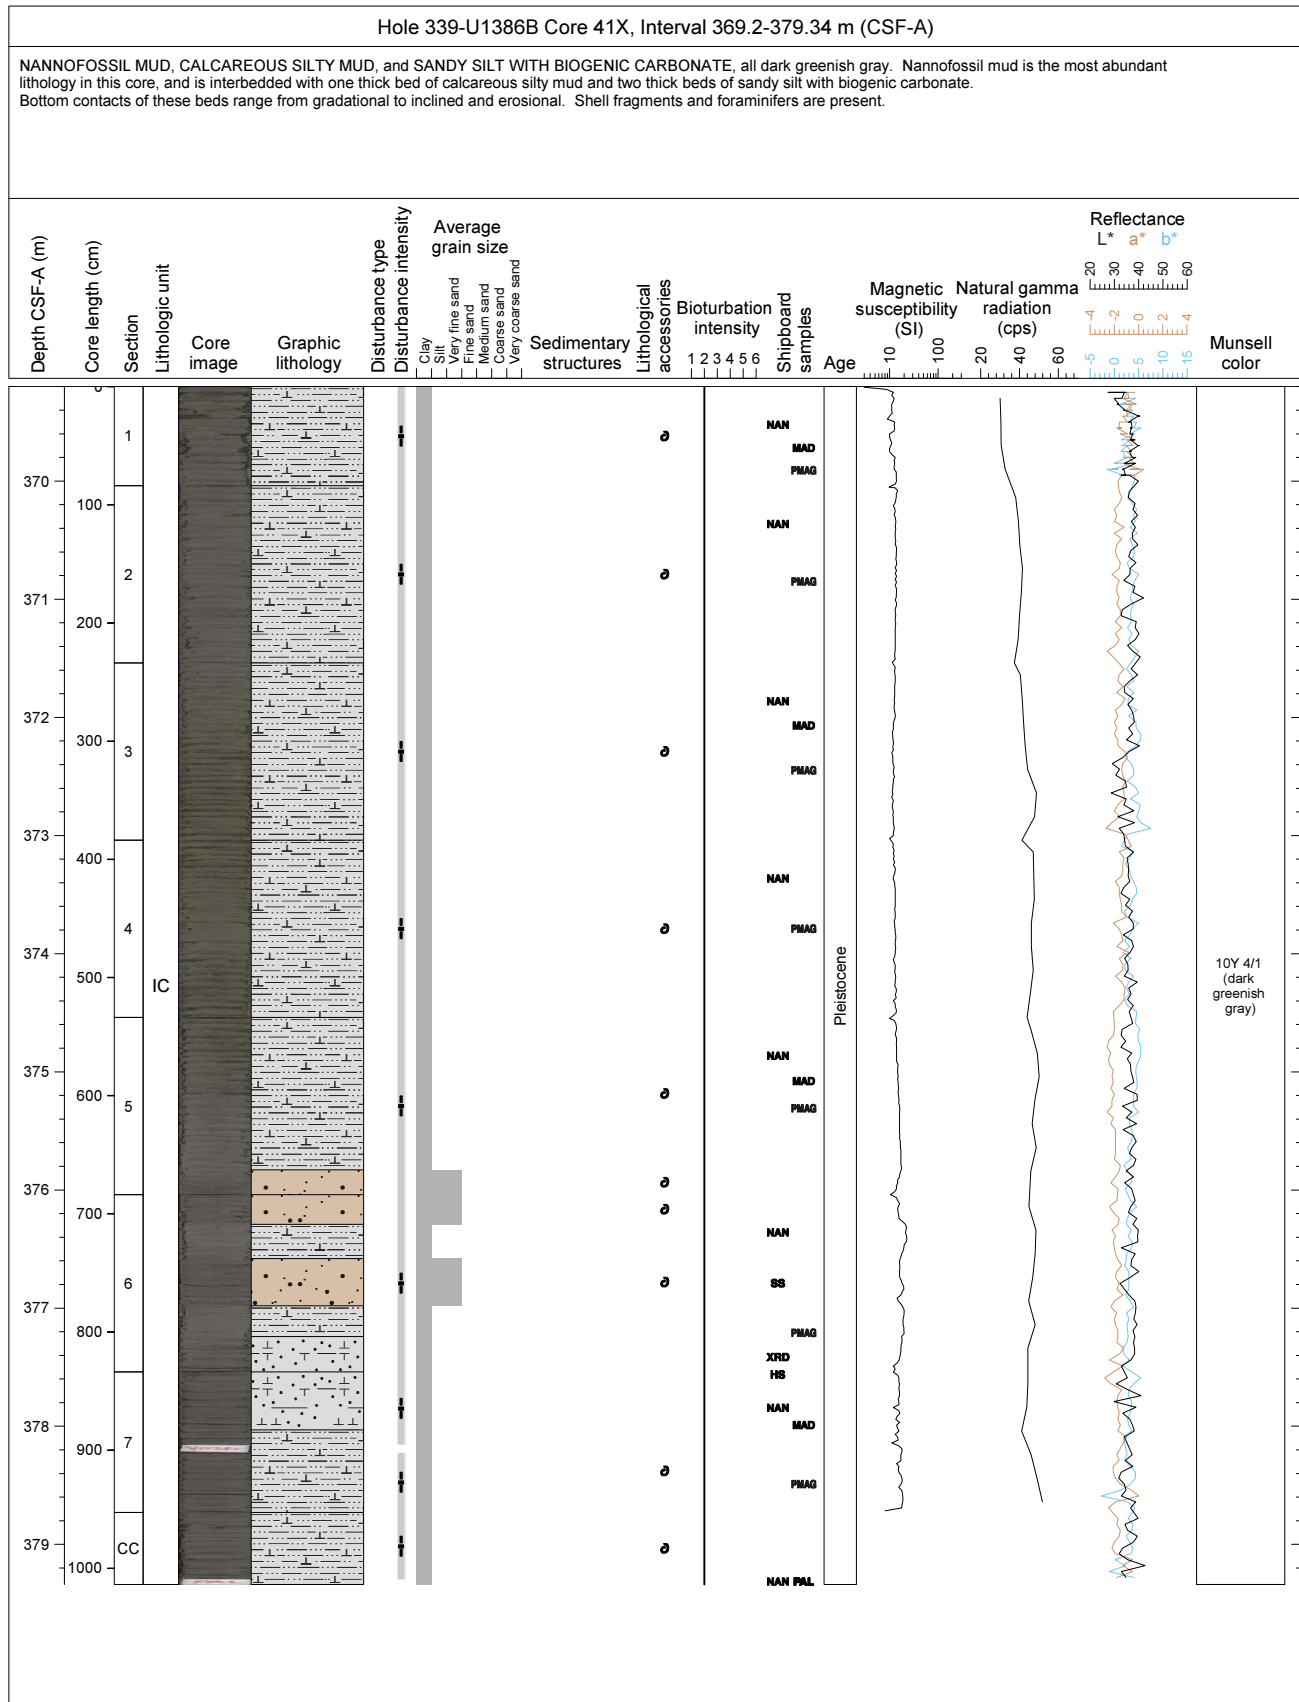 Hole 339-U1386B Core 41X, Interval 369.2-379.34 m (CSF-A)
NANNOFOSSIL MUD, CALCAREOUS SILTY MUD, and SANDY SILT WITH BIOGENIC CARBONATE, all dark greenish gray. Nannofossil mud is the most abundant
lithology in this core, and is interbedded with one thick bed of calcareous silty mud and two thick beds of sandy silt with biogenic carbonate.
Bottom contacts of these beds range from gradational to inclined and erosional. Shell fragments and foraminifers are present.
Depth CSF-A (m)
Core length (cm)
Section
Lithologic unit
Core
image
Graphic
lithology
Disturbance type
Disturbance intensity
Average
grain size
Clay
Silt
Very fine sand
Fine sand
Medium sand
Coarse sand
Very coarse sand
Sedimentary
structures
Lithological
accessories
Bioturbation
intensity
1 2 3 4 5 6
Shipboard
samples
Age
Magnetic
susceptibility
(SI)
10 100
Natural gamma
radiation
(cps)
20 40 60
Reflectance
L* a* b*
20 30 40 50 60
-4 -2 0 2 4
-5 0 5 10 15
Munsell
color
370
371
372
373
374
375
376
377
378
379
0
100
200
300
400
500
600
700
800
900
1000
1
2
3
4
5
6
7
CC
IC
NAN
MAD
PMAG
NAN
PMAG
NAN
MAD
PMAG
NAN
PMAG
NAN
MAD
PMAG
NAN
SS
PMAG
XRD
HS
NAN
MAD
PMAG
NAN PAL
Pleistocene
10Y 4/1
(dark
greenish
gray)